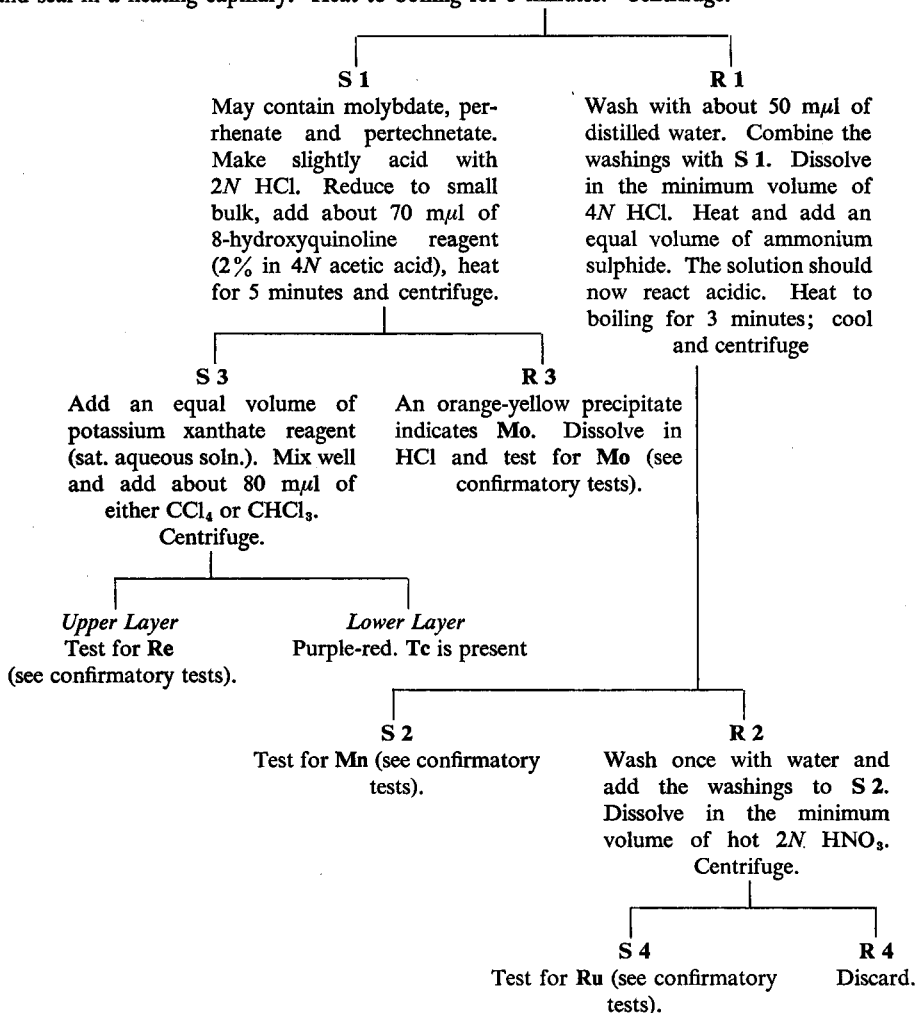 and seal in a heating capillary. Heat to boiling for 5 minutes. Centrifuge.
S 1
May contain molybdate, per-
rhenate and pertechnetate.
Make slightly acid with
2N HCl. Reduce to small
bulk, add about 70 mμl of
8-hydroxyquinoline reagent
(2% in 4N acetic acid), heat
for 5 minutes and centrifuge.
R 1
Wash with about 50 mμl of
distilled water. Combine the
washings with S 1. Dissolve
in the minimum volume of
4N HCl. Heat and add an
equal volume of ammonium
sulphide. The solution should
now react acidic. Heat to
boiling for 3 minutes; cool
and centrifuge
S 3
Add an equal volume of
potassium xanthate reagent
(sat. aqueous soln.). Mix well
and add about 80 mμl of
either CCl₄ or CHCl₃.
Centrifuge.
R 3
An orange-yellow precipitate
indicates Mo. Dissolve in
HCl and test for Mo (see
confirmatory tests).
Upper Layer
Test for Re
(see confirmatory tests).
Lower Layer
Purple-red. Tc is present
S 2
Test for Mn (see confirmatory
tests).
R 2
Wash once with water and
add the washings to S 2.
Dissolve in the minimum
volume of hot 2N. HNO₃.
Centrifuge.
S 4
Test for Ru (see confirmatory
tests).
R 4
Discard.